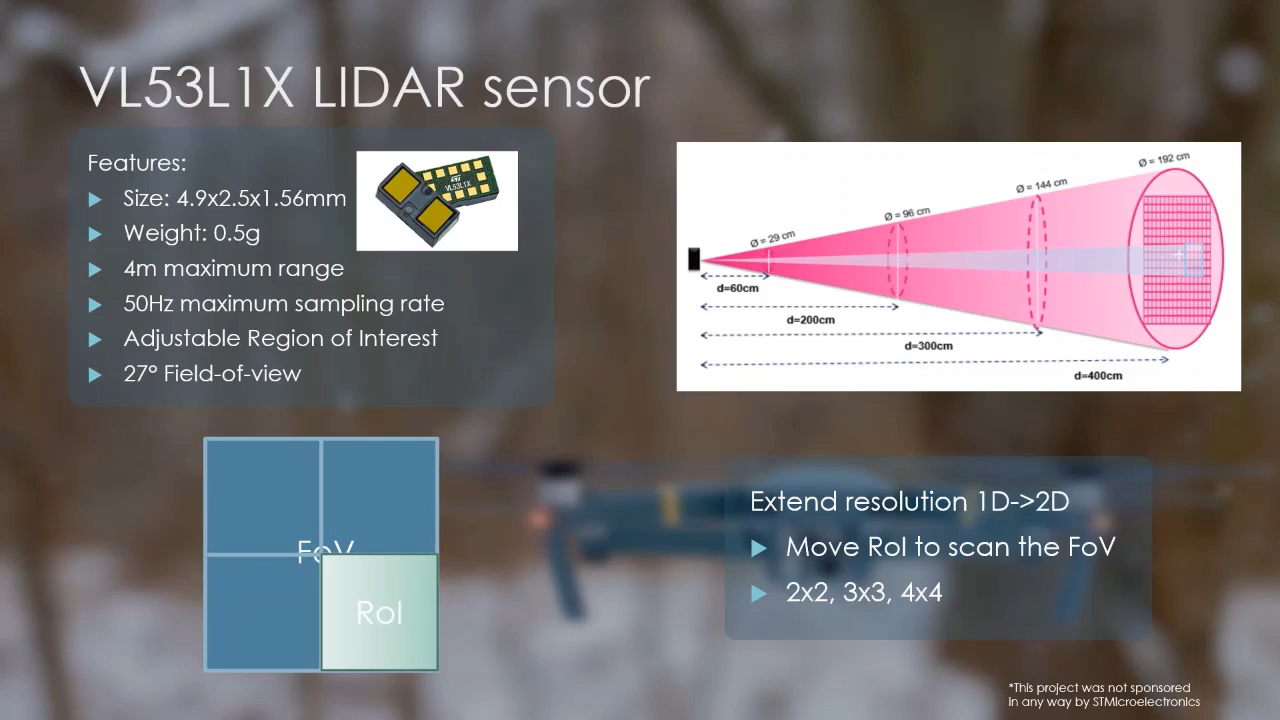 VL53L1X LIDAR sensor
Features:
Size: 4.9x2.5x1.56mm
Weight: 0.5g
4m maximum range
50Hz maximum sampling rate
Adjustable Region of Interest
27° Field-of-view
VL53L1X
Ø = 29 cm
Ø = 96 cm
Ø = 144 cm
Ø = 192 cm
d=60cm
d=200cm
d=300cm
d=400cm
FoV
RoI
Extend resolution 1D->2D
Move RoI to scan the FoV
2x2, 3x3, 4x4
*This project was not sponsored
in any way by STMicroelectronics